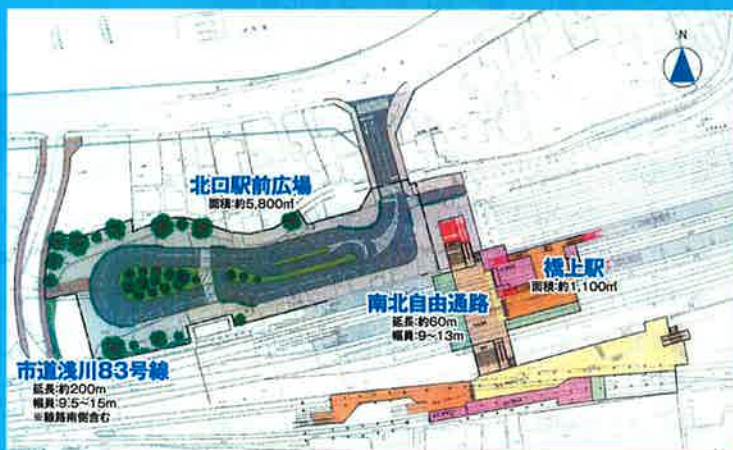 N
北口駅前広場
面積:約5,800㎡
橋上駅
面積:約1,100㎡
南北自由通路
延長:約60m
幅員:9~13m
市道浅川83号線
延長:約200m
幅員:9.5~15m
※線路南側含む